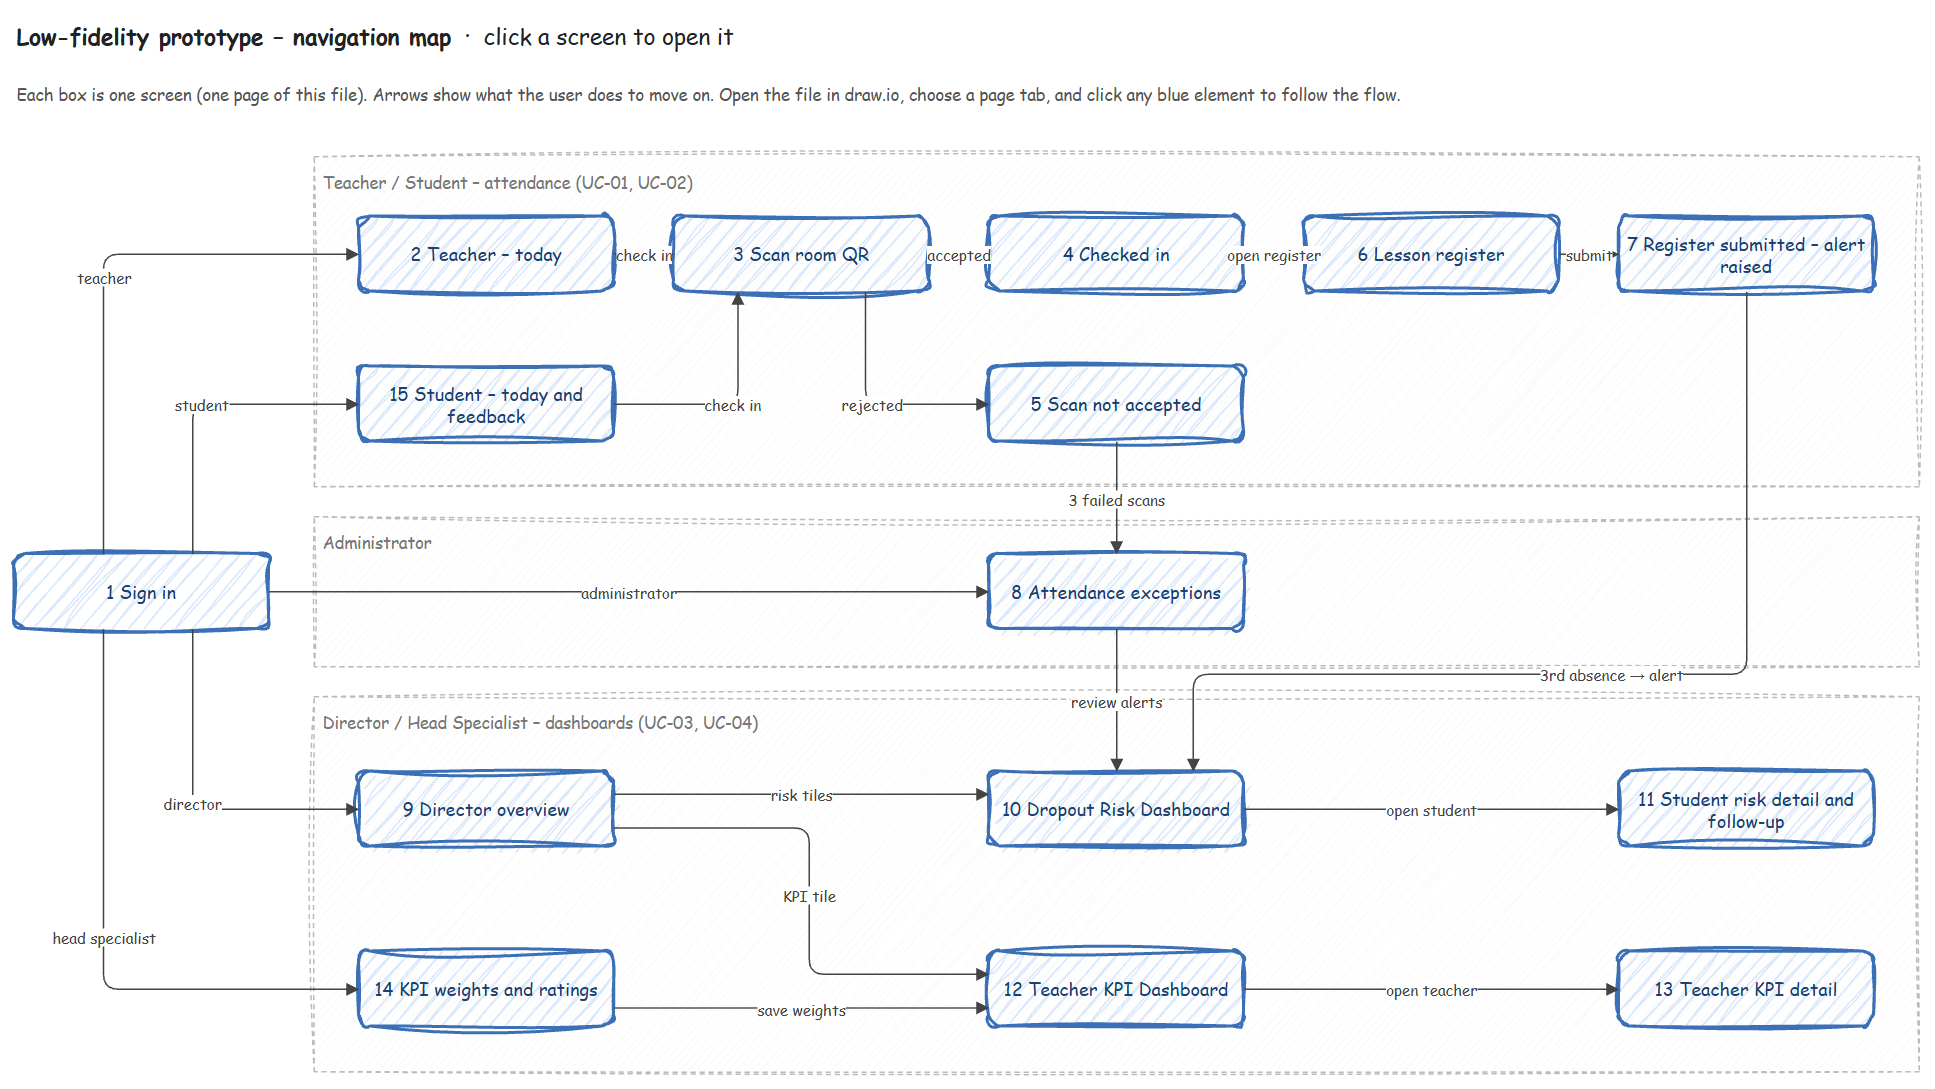 Low-fidelity prototype – navigation map · click a screen to open it
Each box is one screen (one page of this file). Arrows show what the user does to move on. Open the file in draw.io, choose a page tab, and click any blue element to follow the flow.
Teacher / Student – attendance (UC-01, UC-02)
2 Teacher – today
check in
3 Scan room QR
accepted
4 Checked in
open register
6 Lesson register
submit
7 Register submitted – alert
raised
teacher
student
15 Student – today and
feedback
check in
rejected
5 Scan not accepted
3 failed scans
Administrator
1 Sign in
administrator
8 Attendance exceptions
3rd absence → alert
review alerts
Director / Head Specialist – dashboards (UC-03, UC-04)
director
9 Director overview
risk tiles
10 Dropout Risk Dashboard
open student
11 Student risk detail and
follow-up
KPI tile
head specialist
14 KPI weights and ratings
save weights
12 Teacher KPI Dashboard
open teacher
13 Teacher KPI detail